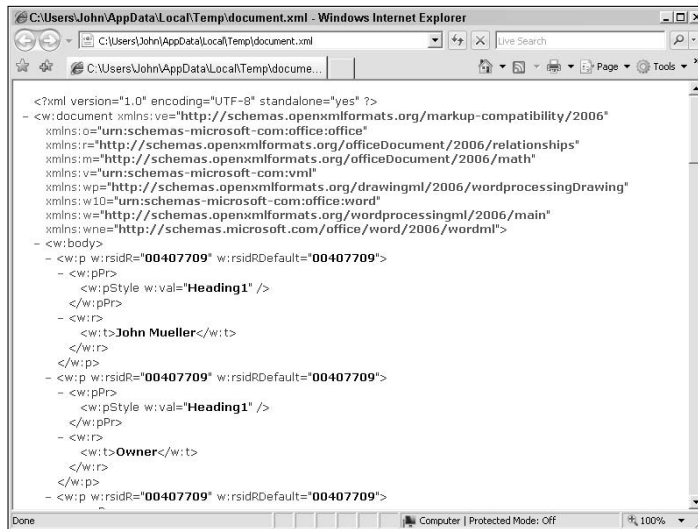 C:\Users\John\AppData\Local\Temp\document.xml - Windows Internet Explorer
C:\Users\John\AppData\Local\Temp\document.xml
Live Search
C:\Users\John\AppData\Local\Temp\docume...
Page
Tools
<?xml version="1.0" encoding="UTF-8" standalone="yes" ?>
- <w:document xmlns:ve="http://schemas.openxmlformats.org/markup-compatibility/2006"
xmlns:o="urn:schemas-microsoft-com:office:office"
xmlns:r="http://schemas.openxmlformats.org/officeDocument/2006/relationships"
xmlns:m="http://schemas.openxmlformats.org/officeDocument/2006/math"
xmlns:v="urn:schemas-microsoft-com:vml"
xmlns:wp="http://schemas.openxmlformats.org/drawingml/2006/wordprocessingDrawing"
xmlns:w10="urn:schemas-microsoft-com:office:word"
xmlns:w="http://schemas.openxmlformats.org/wordprocessingml/2006/main"
xmlns:wne="http://schemas.microsoft.com/office/word/2006/wordml">
- <w:body>
- <w:p w:rsidR="00407709" w:rsidRDefault="00407709">
- <w:pPr>
<w:pStyle w:val="Heading1" />
</w:pPr>
- <w:r>
<w:t>John Mueller</w:t>
</w:r>
</w:p>
- <w:p w:rsidR="00407709" w:rsidRDefault="00407709">
- <w:pPr>
<w:pStyle w:val="Heading1" />
</w:pPr>
- <w:r>
<w:t>Owner</w:t>
</w:r>
</w:p>
- <w:p w:rsidR="00407709" w:rsidRDefault="00407709">
Done
Computer | Protected Mode: Off
100%